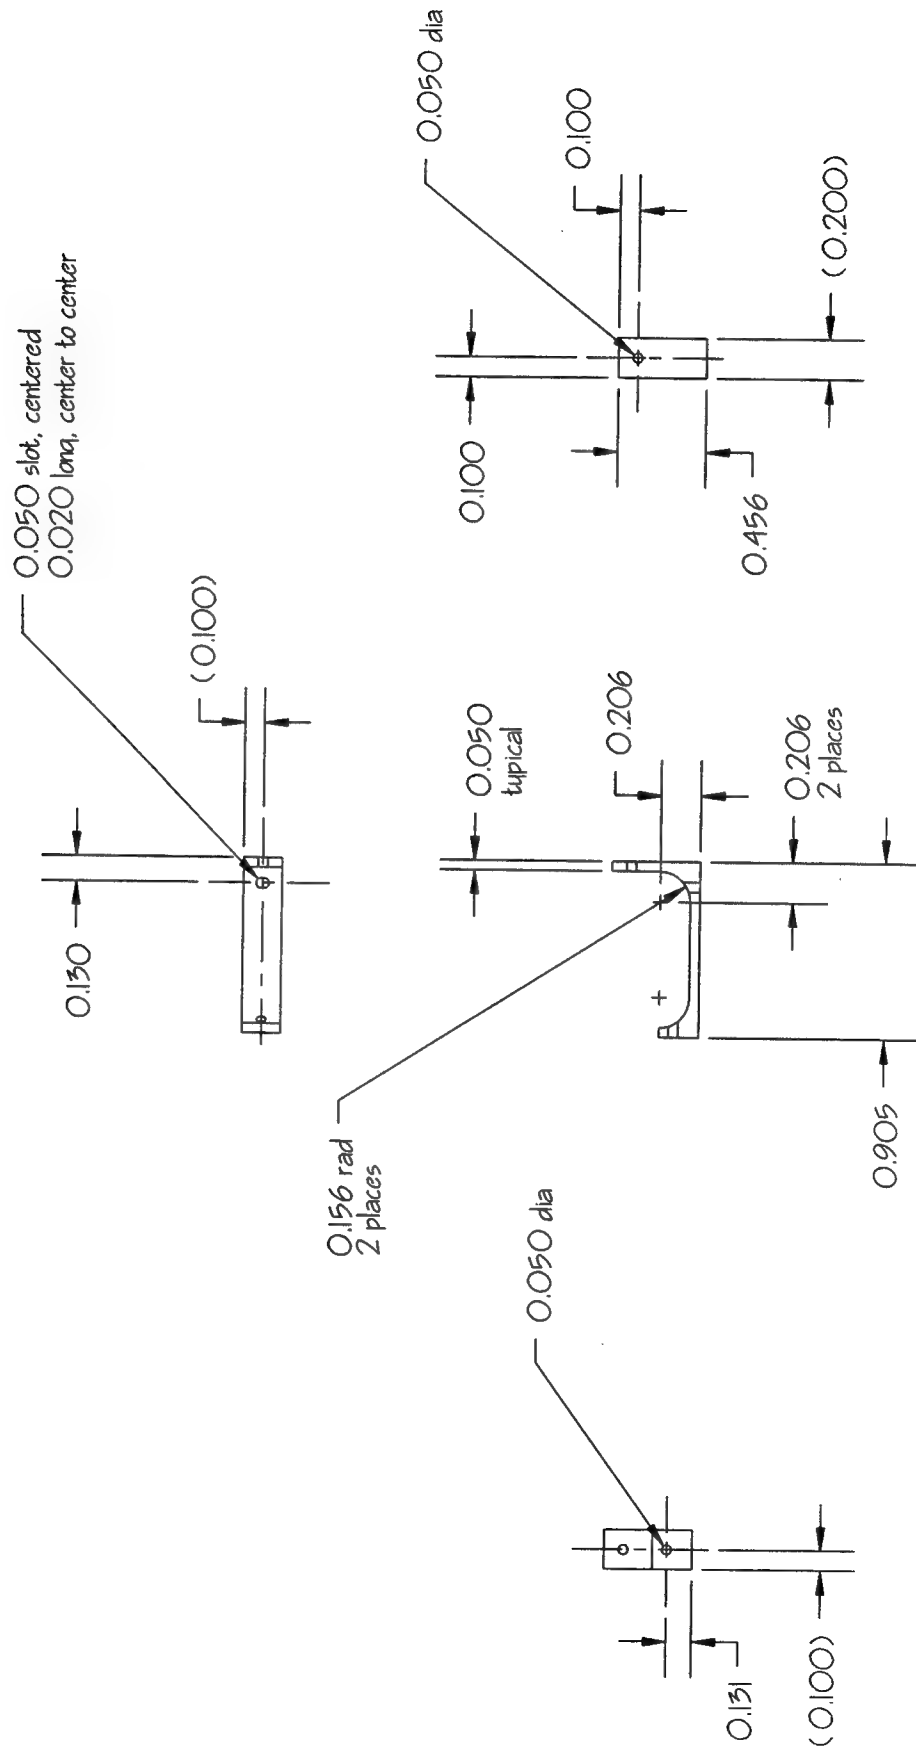 0.050 slot, centered
0.020 long, center to center
(0.100)
0.130
0.050 dia
0.100
0.100
0.456
(0.200)
0.050
typical
0.206
0.206
2 places
0.156 rad
2 places
0.905
0.050 dia
0.131
(0.100)